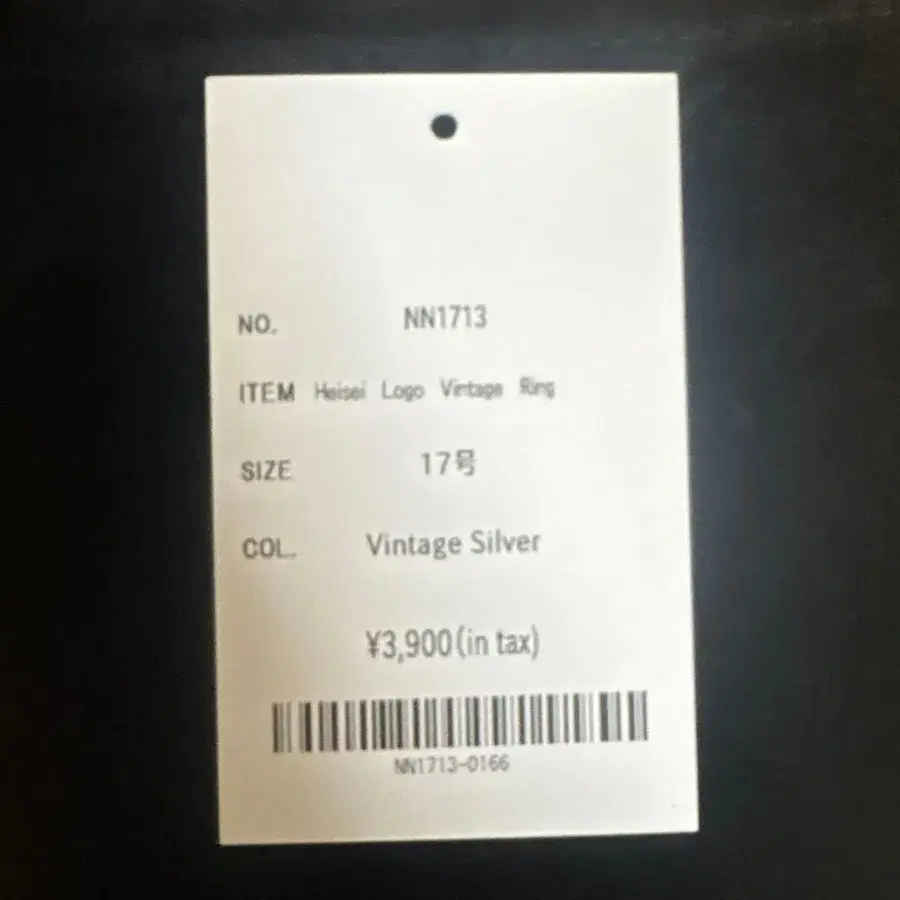 NO. NN1713
ITEM Heisei Logo Vintage Ring
SIZE 17号
COL. Vintage Silver
¥3,900(in tax)
NN1713-0166